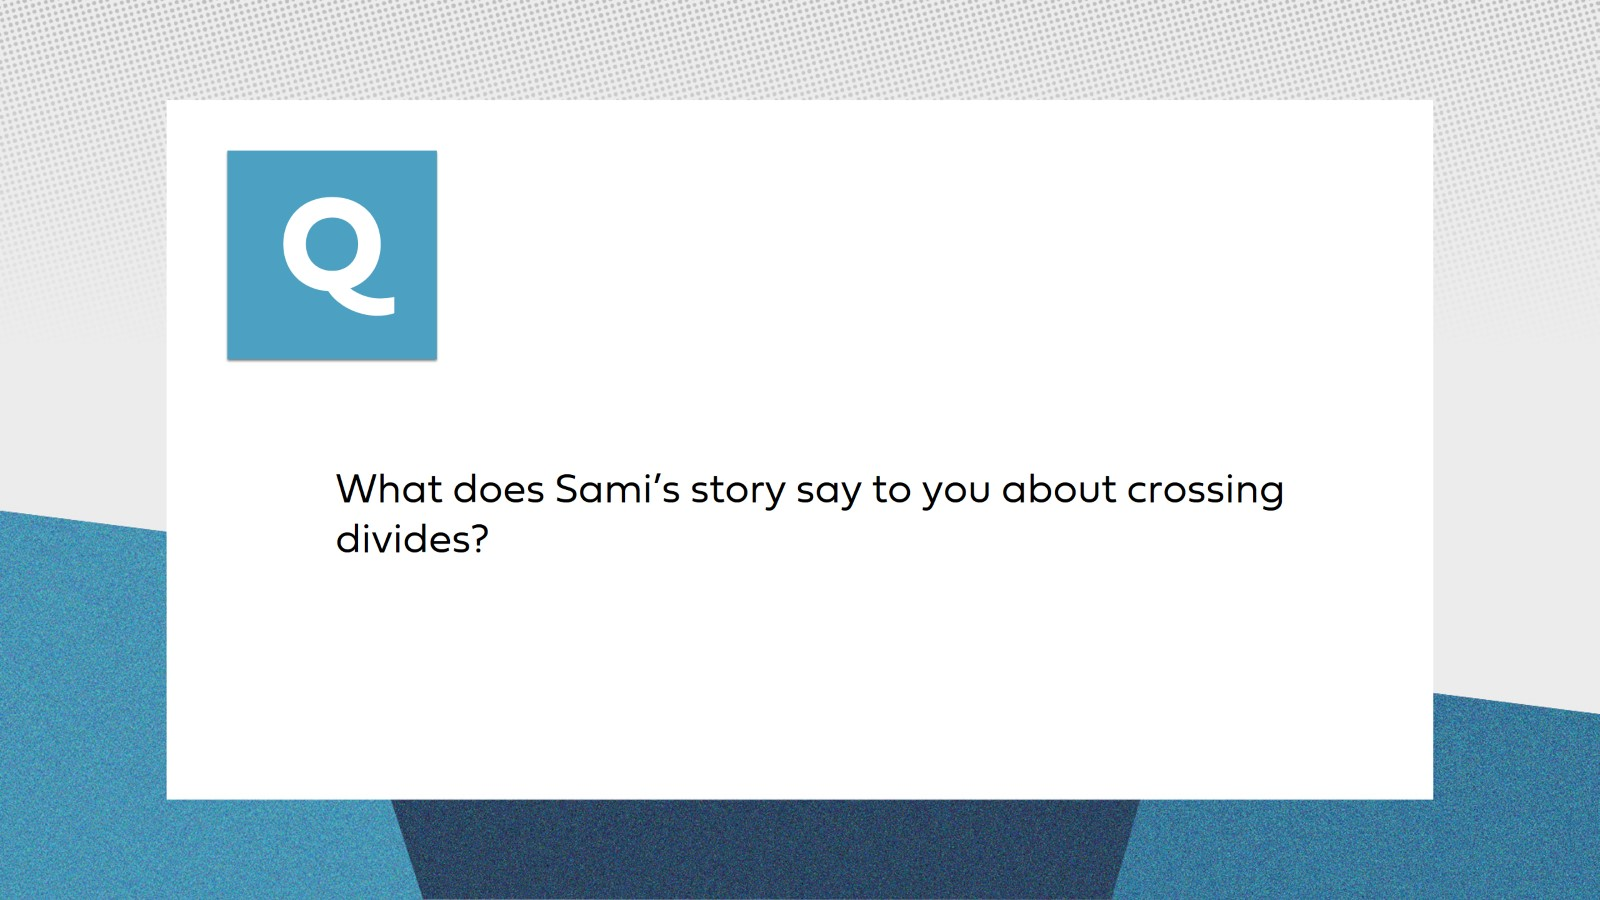 Q
What does Sami’s story say to you about crossing
divides?